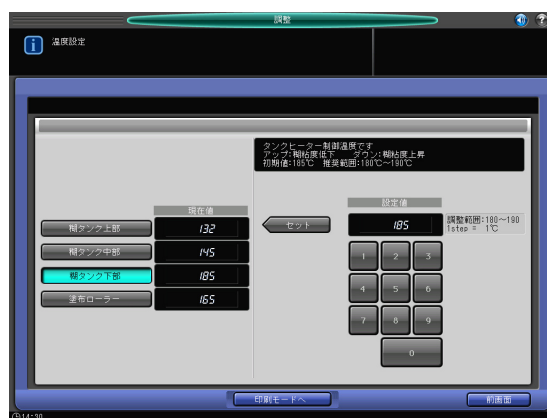 調整
温度設定
タンクヒーター制御温度です
アップ:糊粘度低下 ダウン:糊粘度上昇
初期値:185℃ 推奨範囲:180℃~190℃
現在値
設定値
糊タンク上部 132
セット
185
調整範囲:180~190
1step = 1℃
糊タンク中部 145
糊タンク下部 185
塗布ローラー 165
1 2 3
4 5 6
7 8 9
0
印刷モードへ
前画面
14:30